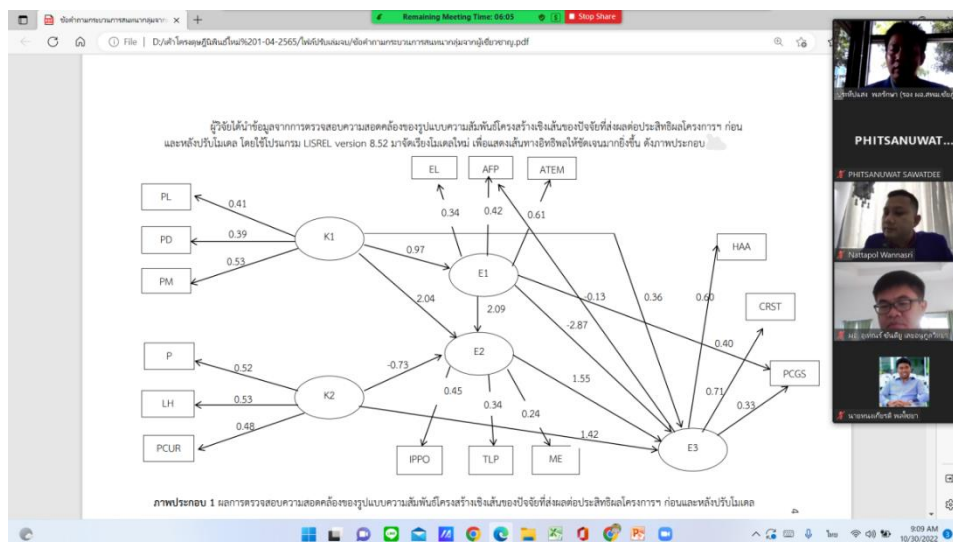 Remaining Meeting Time: 06:05
Stop Share
File
ผู้วิจัยได้นำข้อมูลจากการตรวจสอบความสอดคล้องของรูปแบบความสัมพันธ์โครงสร้างเชิงเส้นของปัจจัยที่ส่งผลต่อประสิทธิผลโครงการฯ ก่อน
และหลังปรับโมเดล โดยใช้โปรแกรม LISREL version 8.52 มาจัดเรียงโมเดลใหม่ เพื่อแสดงเส้นทางอิทธิพลให้ชัดเจนมากยิ่งขึ้น ดังภาพประกอบ
EL
AFP
ATEM
PL
0.41
0.34
0.42
0.61
PD
0.39
K1
HAA
0.53
0.97
PM
E1
-0.13
0.36
0.60
CRST
2.04
2.09
-2.87
0.40
P
0.52
-0.73
E2
PCGS
LH
0.53
K2
0.45
0.34
0.24
1.55
0.71
0.33
0.48
PCUR
1.42
IPPO
TLP
ME
E3
ภาพประกอบ 1 ผลการตรวจสอบความสอดคล้องของรูปแบบความสัมพันธ์โครงสร้างเชิงเส้นของปัจจัยที่ส่งผลต่อประสิทธิผลโครงการฯ ก่อนและหลังปรับโมเดล
PHITSANUWAT...
PHITSANUWAT SAWATDEE
Nattapol Wannasri
ไทย
9:09 AM
10/30/2022